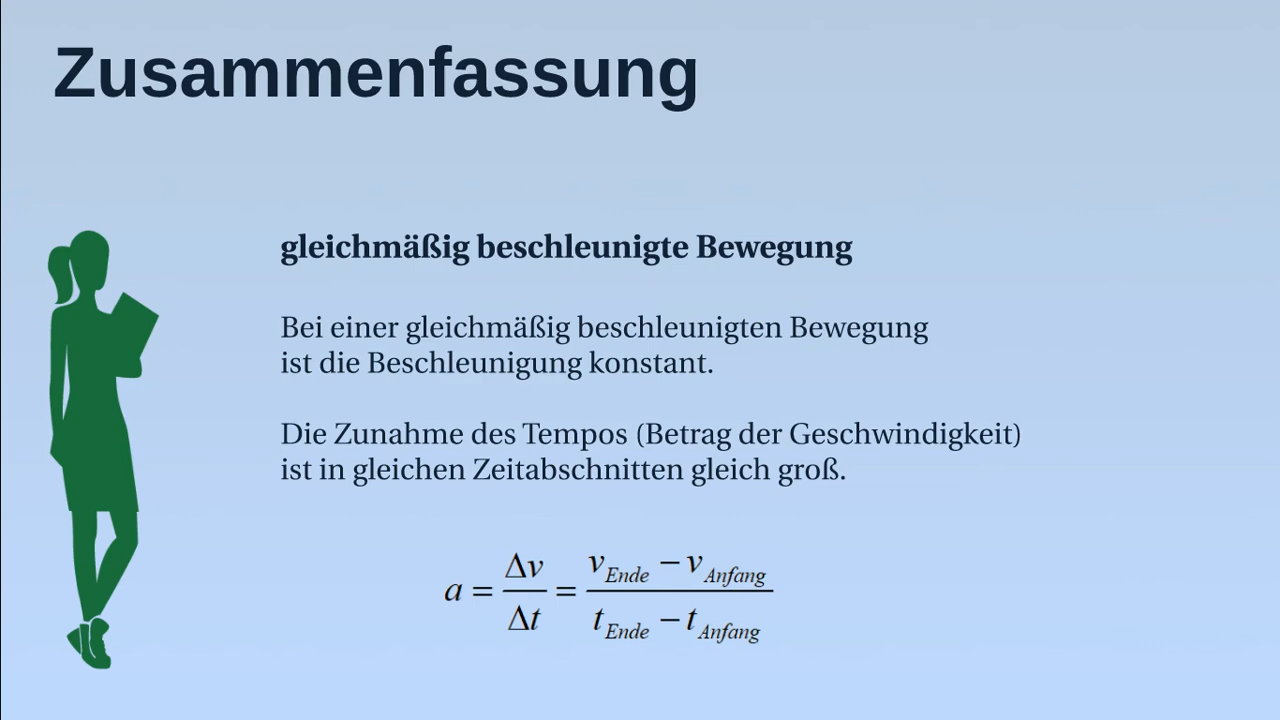 Zusammenfassung
gleichmäßig beschleunigte Bewegung
Bei einer gleichmäßig beschleunigten Bewegung
ist die Beschleunigung konstant.
Die Zunahme des Tempos (Betrag der Geschwindigkeit)
ist in gleichen Zeitabschnitten gleich groß.
a = Δv/Δt = (v_Ende − v_Anfang)/(t_Ende − t_Anfang)